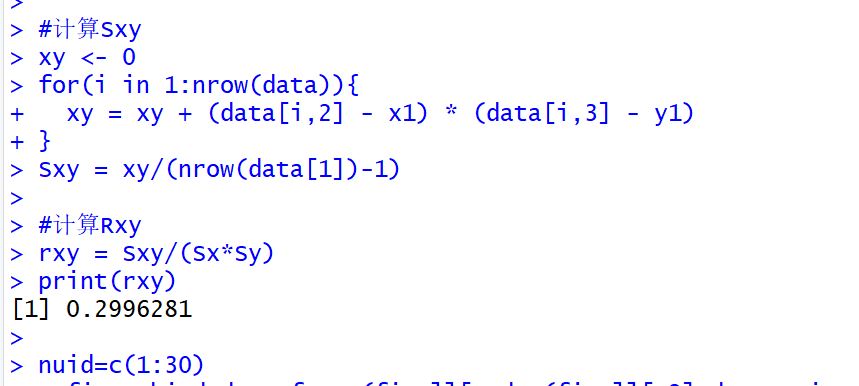 >
> #计算Sxy
> xy <- 0
> for(i in 1:nrow(data)){
+   xy = xy + (data[i,2] - x1) * (data[i,3] - y1)
+ }
> Sxy = xy/(nrow(data[1])-1)
>
> #计算Rxy
> rxy = Sxy/(Sx*Sy)
> print(rxy)
[1] 0.2996281
>
> nuid=c(1:30)